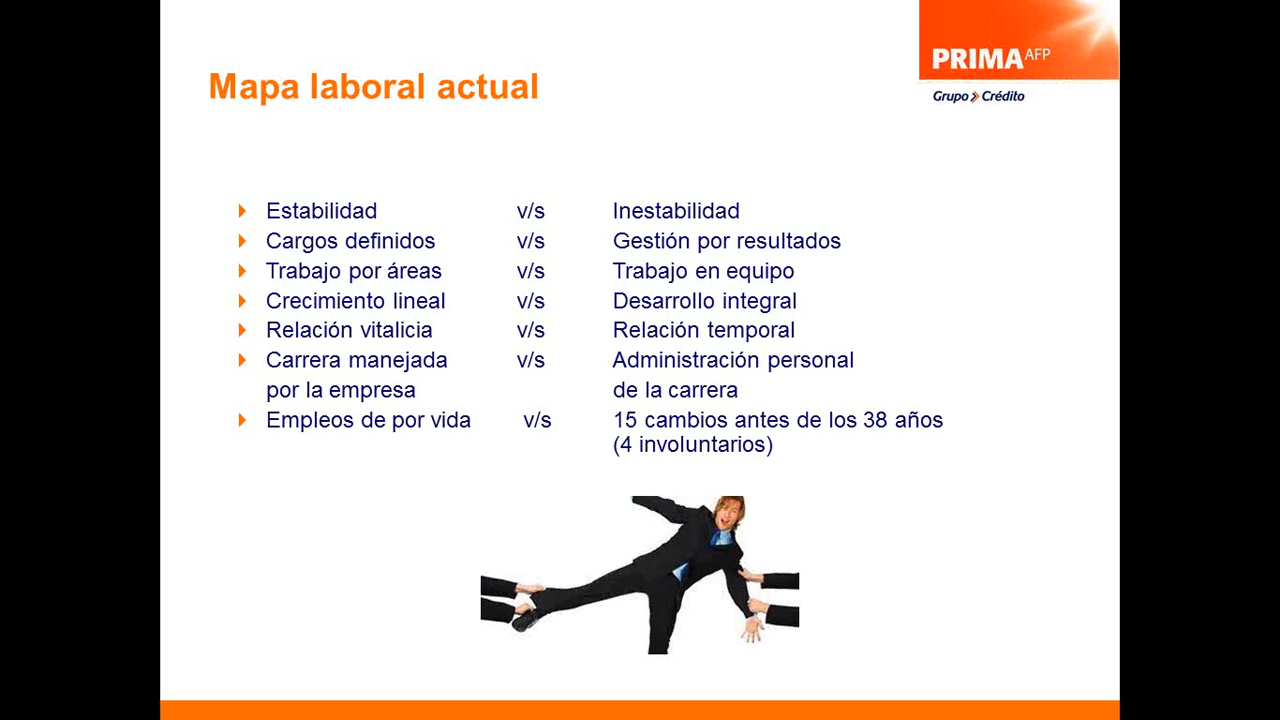 Mapa laboral actual
PRIMA AFP
Grupo Crédito
Estabilidad v/s Inestabilidad
Cargos definidos v/s Gestión por resultados
Trabajo por áreas v/s Trabajo en equipo
Crecimiento lineal v/s Desarrollo integral
Relación vitalicia v/s Relación temporal
Carrera manejada v/s Administración personal
por la empresa de la carrera
Empleos de por vida v/s 15 cambios antes de los 38 años
(4 involuntarios)